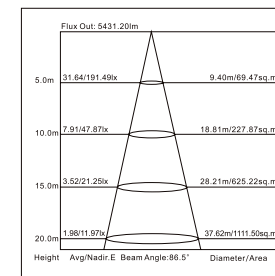 Flux Out: 5431.20lm
5.0m 31.64/191.49lx 9.40m/69.47sq.m
10.0m 7.91/47.87lx 18.81m/227.87sq.m
15.0m 3.52/21.25lx 28.21m/625.22sq.m
20.0m 1.98/11.97lx 37.62m/1111.50sq.m
Height Avg/Nadir.E Beam Angle:86.5° Diameter/Area